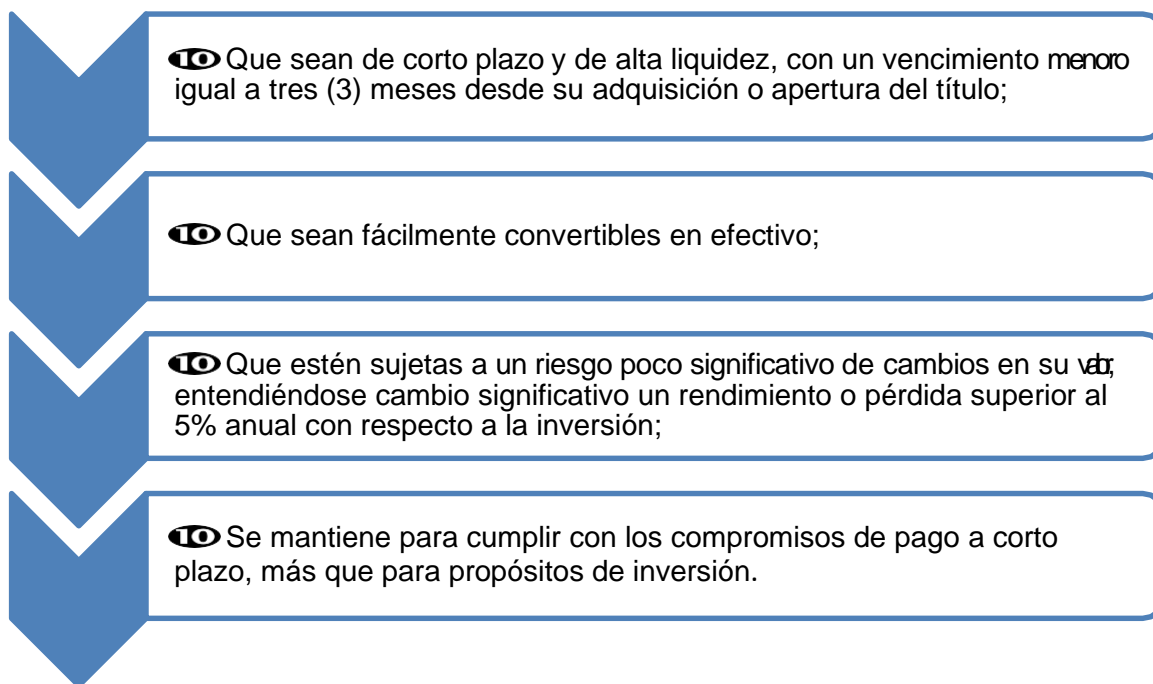 ❿ Que sean de corto plazo y de alta liquidez, con un vencimiento menor o
igual a tres (3) meses desde su adquisición o apertura del título;
❿ Que sean fácilmente convertibles en efectivo;
❿ Que estén sujetas a un riesgo poco significativo de cambios en su valor;
entendiéndose cambio significativo un rendimiento o pérdida superior al
5% anual con respecto a la inversión;
❿ Se mantiene para cumplir con los compromisos de pago a corto
plazo, más que para propósitos de inversión.